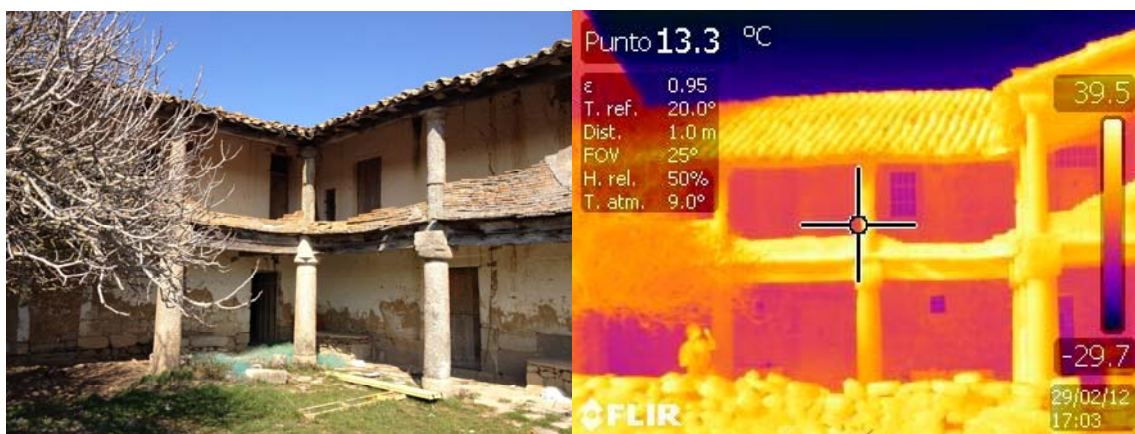 Punto 13.3 °C
ε 0.95
T. ref. 20.0°
Dist. 1.0 m
FOV 25°
H. rel. 50%
T. atm. 9.0°
39.5
-29.7
29/02/12
17:03
FLIR